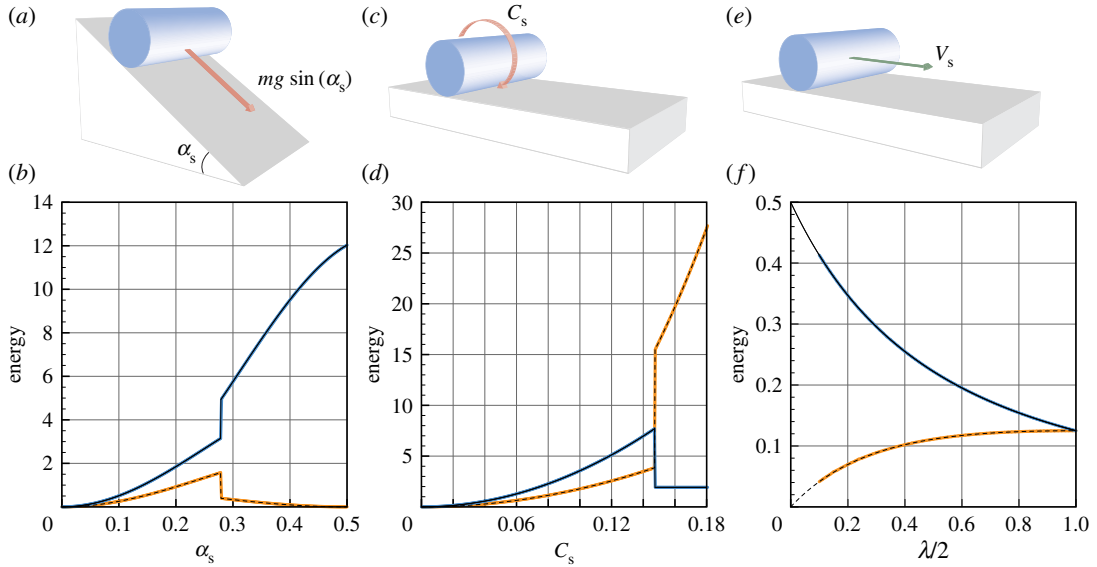 (a)
mg sin (αs)
αs
(c)
Cs
(e)
Vs
(b)
14
12
10
8
6
4
2
0
0.1
0.2
0.3
0.4
0.5
energy
αs
(d)
30
25
20
15
10
5
0
0.06
0.12
0.18
energy
Cs
(f)
0.5
0.4
0.3
0.2
0.1
0
0.2
0.4
0.6
0.8
1.0
energy
λ/2